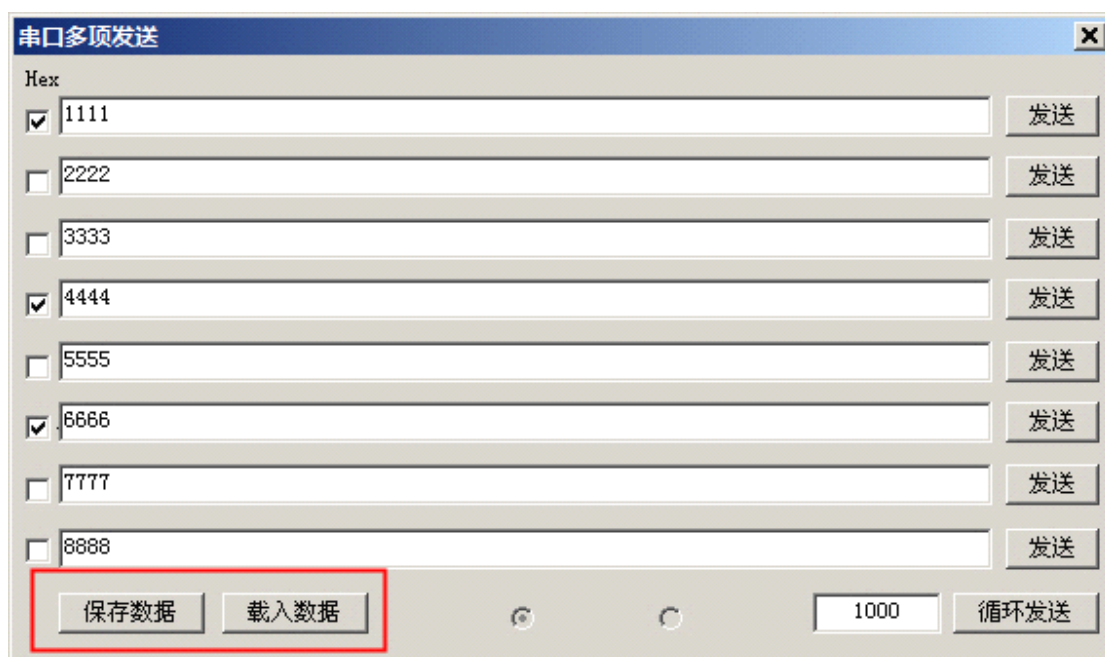 串口多项发送
Hex
1111 发送
2222 发送
3333 发送
4444 发送
5555 发送
6666 发送
7777 发送
8888 发送
保存数据 载入数据 1000 循环发送